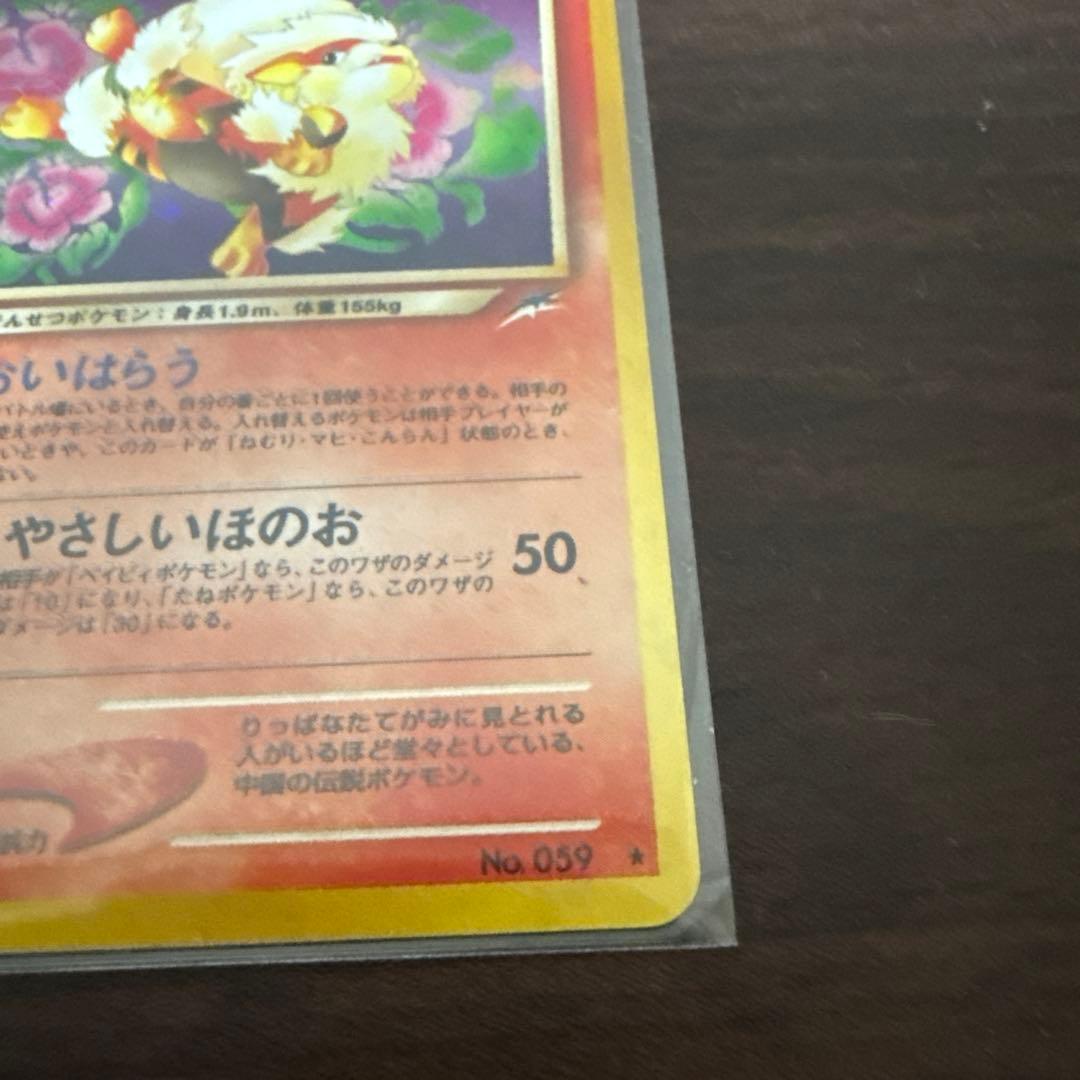 んせつポケモン：身長1.9m、体重155kg
おいはらう
バトル場にいるとき、自分の番ごとに1回使うことができる。相手の
ポケモンと入れ替える。入れ替えるポケモンは相手プレイヤーが
いときや、このカードが「ねむり・マヒ・こんらん」状態のとき、
ない。
やさしいほのお
50
相手が「ベイビィポケモン」なら、このワザのダメージ
は「10」になり、「たねポケモン」なら、このワザの
ダメージは「30」になる。
りっぱなたてがみに見とれる
人がいるほど堂々としている、
中国の伝説ポケモン。
抗力
No. 059 ★